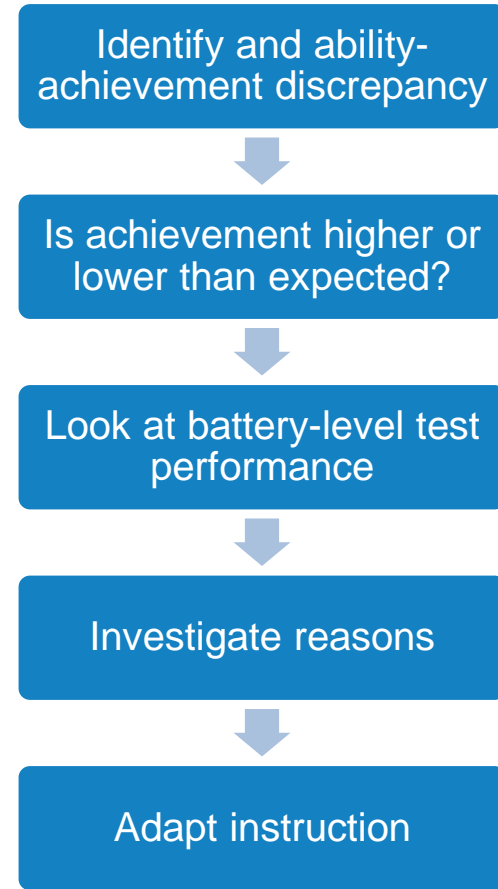 Identify and ability-
achievement discrepancy
Is achievement higher or
lower than expected?
Look at battery-level test
performance
Investigate reasons
Adapt instruction